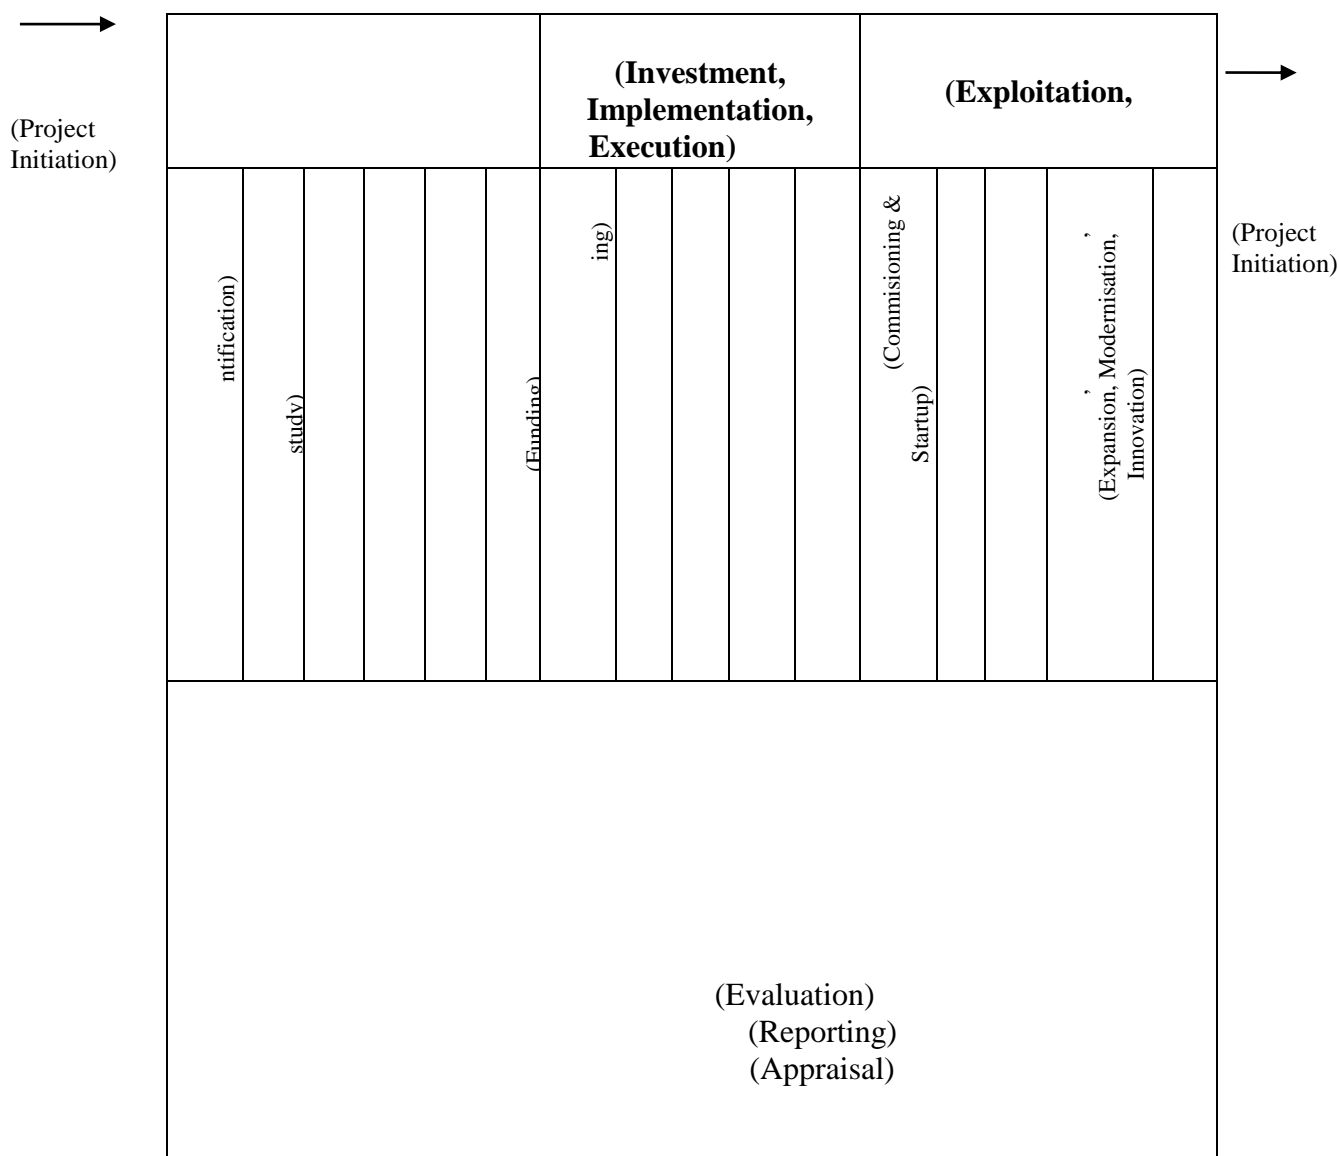 (Investment,
Implementation,
Execution)
(Exploitation,
(Project
Initiation)
(Project
Initiation)
ntification)
study)
(Funding)
ing)
(Commisioning &
Startup)
,
,
(Expansion, Modernisation,
Innovation)
(Evaluation)
(Reporting)
(Appraisal)